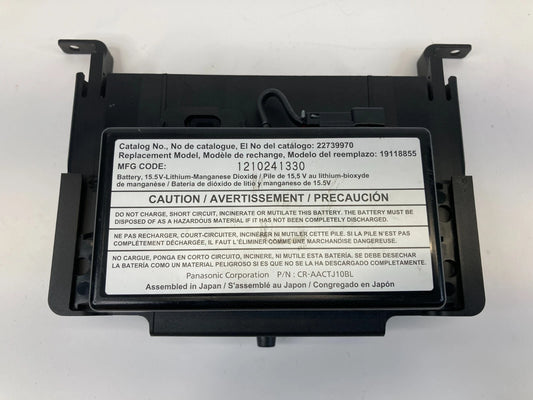 Catalog No., No de catalogue, El No del catálogo: 22739970
Replacement Model, Modèle de rechange, Modelo del reemplazo: 19118855
MFG CODE: 1210241330
Battery, 15.5V-Lithium-Manganese Dioxide / Pile de 15,5 V au lithium-bioxyde
de manganèse / Bateria de dióxido de litio y manganeso de 15.5V
CAUTION / AVERTISSEMENT / PRECAUCIÓN
DO NOT CHARGE, SHORT CIRCUIT, INCINERATE OR MUTILATE THIS BATTERY. THE BATTERY MUST BE
DISPOSED OF AS A HAZARDOUS MATERIAL IF IT HAS NOT BEEN COMPLETELY DISCHARGED.
NE PAS RECHARGER, COURT-CIRCUITER, INCINÉRER NI MUTILER CETTE PILE. SI LA PILE N'EST PAS
COMPLÉTEMENT DÉCHARGÉE, IL FAUT L'ÉLIMINER COMME UNE MARCHANDISE DANGEREUSE.
NO CARGUE, PONGA EN CORTO CIRCUITO, INCINERE, NI MUTILE ESTA BATERÍA. SE DEBE DESECHAR
LA BATERÍA COMO UN MATERIAL PELIGROSO SI ES QUE NO SE LA HA DESCARGADO COMPLETAMENTE.
Panasonic Corporation P/N : CR-AACTJ10BL
Assembled in Japan / S'assemblé au Japon / Congregado en Japón